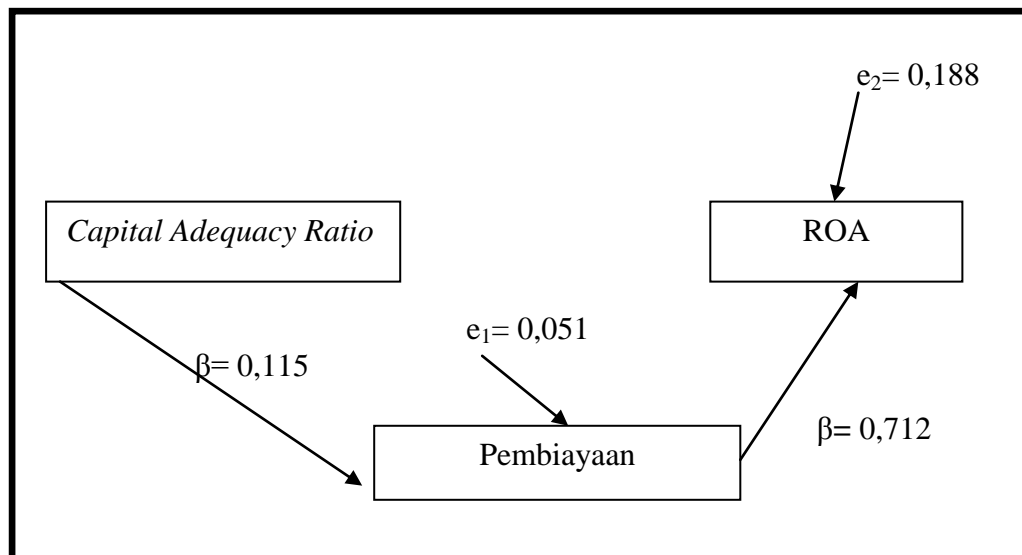 e₂= 0,188
Capital Adequacy Ratio
ROA
e₁= 0,051
β= 0,115
β= 0,712
Pembiayaan